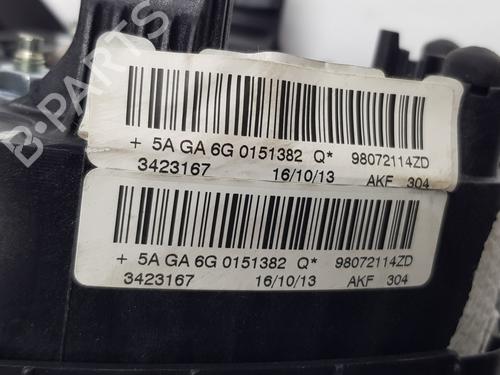 B-PARTS
+ 5A GA 6G 0151382 Q* 98072114ZD
3423167 16/10/13 AKF 304
+ 5A GA 6G 0151382 Q* 98072114ZD
3423167 16/10/13 AKF 304